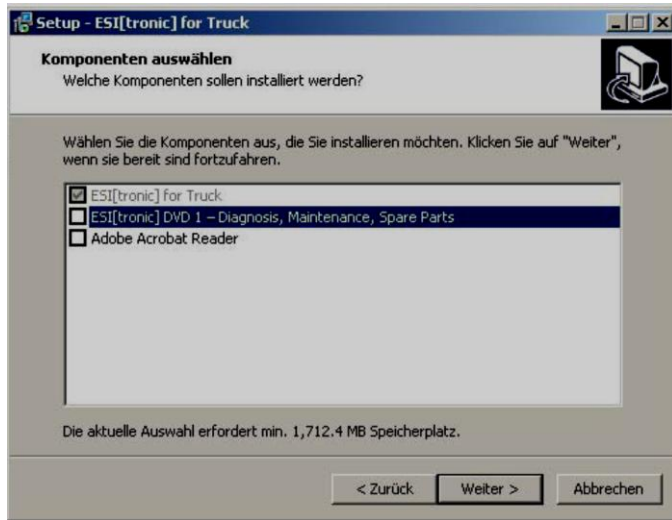 Setup - ESI[tronic] for Truck
Komponenten auswählen
Welche Komponenten sollen installiert werden?
Wählen Sie die Komponenten aus, die Sie installieren möchten. Klicken Sie auf "Weiter",
wenn sie bereit sind fortzufahren.
ESI[tronic] for Truck
ESI[tronic] DVD 1 – Diagnosis, Maintenance, Spare Parts
Adobe Acrobat Reader
Die aktuelle Auswahl erfordert min. 1,712.4 MB Speicherplatz.
< Zurück
Weiter >
Abbrechen